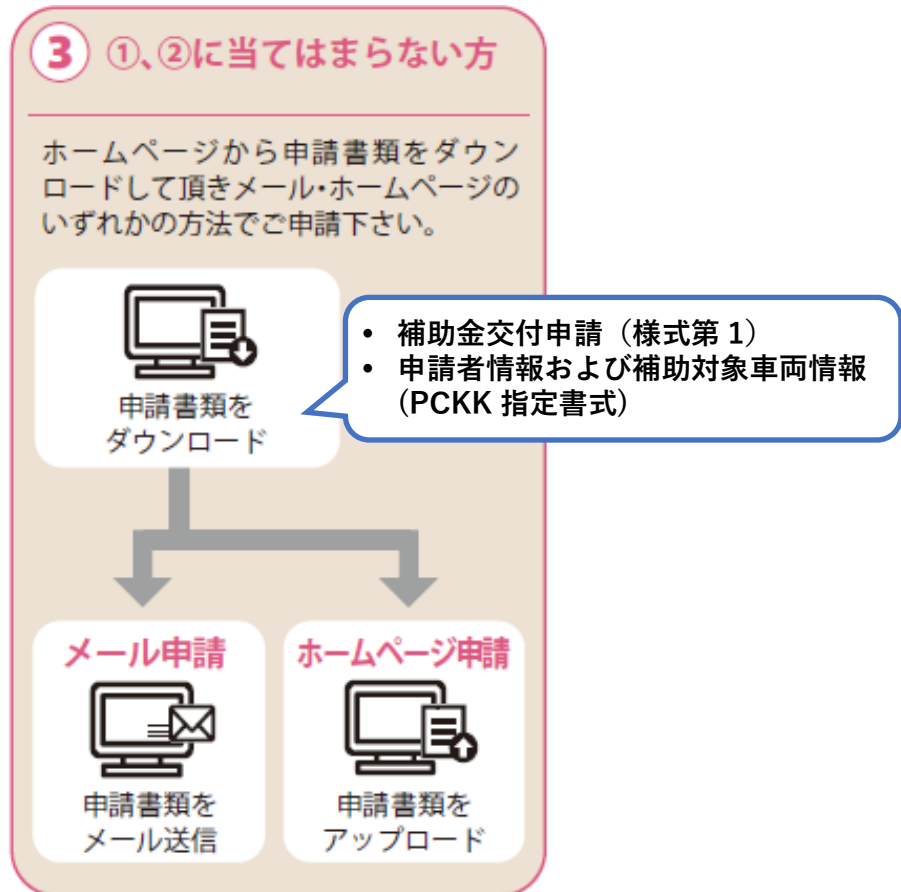 3 ①、②に当てはまらない方
ホームページから申請書類をダウン
ロードして頂きメール・ホームページの
いずれかの方法でご申請下さい。
申請書類を
ダウンロード
• 補助金交付申請（様式第 1）
• 申請者情報および補助対象車両情報
(PCKK 指定書式)
メール申請
申請書類を
メール送信
ホームページ申請
申請書類を
アップロード